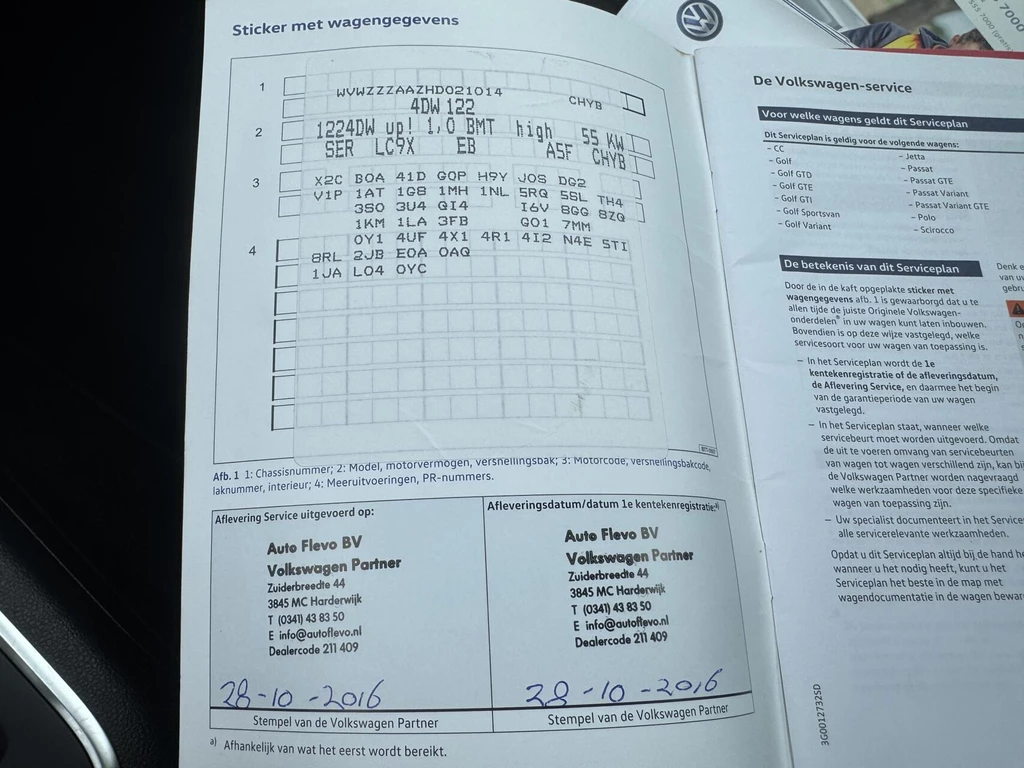 Sticker met wagengegevens
1
WVWZZZAAZHD021014 CHYB
4DW 122
2
1224DW up! 1,0 BMT high 55 KW
SER LC9X EB A5F CHYB
3
X2C B0A 41D G0P H9Y J0S DG2
V1P 1AT 1G8 1MH 1NL 5RQ 5SL TH4
3S0 3U4 QI4 I6V 8GG 8ZQ
1KM 1LA 3FB G01 7MM
4
0Y1 4UF 4X1 4R1 4I2 N4E 5TI
8RL 2JB E0A 0AQ
1JA L04 0YC
Afb. 1 1: Chassisnummer; 2: Model, motorvermogen, versnellingsbak; 3: Motorcode, versnellingsbakcode,
laknummer, interieur; 4: Meeruitvoeringen, PR-nummers.
Aflevering Service uitgevoerd op:
Auto Flevo BV
Volkswagen Partner
Zuiderbreedte 44
3845 MC Harderwijk
T (0341) 43 83 50
E info@autoflevo.nl
Dealercode 211 409
28-10-2016
Stempel van de Volkswagen Partner
Afleveringsdatum/datum 1e kentekenregistratie:a)
Auto Flevo BV
Volkswagen Partner
Zuiderbreedte 44
3845 MC Harderwijk
T (0341) 43 83 50
E info@autoflevo.nl
Dealercode 211 409
28-10-2016
Stempel van de Volkswagen Partner
a) Afhankelijk van wat het eerst wordt bereikt.
De Volkswagen-service
Voor welke wagens geldt dit Serviceplan
Dit Serviceplan is geldig voor de volgende wagens:
– CC
– Golf
– Golf GTD
– Golf GTE
– Golf GTI
– Golf Sportsvan
– Golf Variant
– Jetta
– Passat
– Passat GTE
– Passat Variant
– Passat Variant GTE
– Polo
– Scirocco
De betekenis van dit Serviceplan
Door de in de kaft opgeplakte sticker met
wagengegevens afb. 1 is gewaarborgd dat u te
allen tijde de juiste Originele Volkswagen-
onderdelen® in uw wagen kunt laten inbouwen.
Bovendien is op deze wijze vastgelegd, welke
servicesoort voor uw wagen van toepassing is.
– In het Serviceplan wordt de 1e
kentekenregistratie of de afleveringsdatum,
de Aflevering Service, en daarmee het begin
van de garantieperiode van uw wagen
vastgelegd.
– In het Serviceplan staat, wanneer welke
servicebeurt moet worden uitgevoerd. Omdat
de uit te voeren omvang van servicebeurten
van wagen tot wagen verschillend zijn, kan bij
de Volkswagen Partner worden nagevraagd
welke werkzaamheden voor deze specifieke
wagen van toepassing zijn.
– Uw specialist documenteert in het Service
alle servicerelevante werkzaamheden.
Opdat u dit Serviceplan altijd bij de hand he
wanneer u het nodig heeft, kunt u het
Serviceplan het beste in de map met
wagendocumentatie in de wagen bewar
Denk e
van uw
gebru
3G0012732SD
555 7000 (gratis
7000